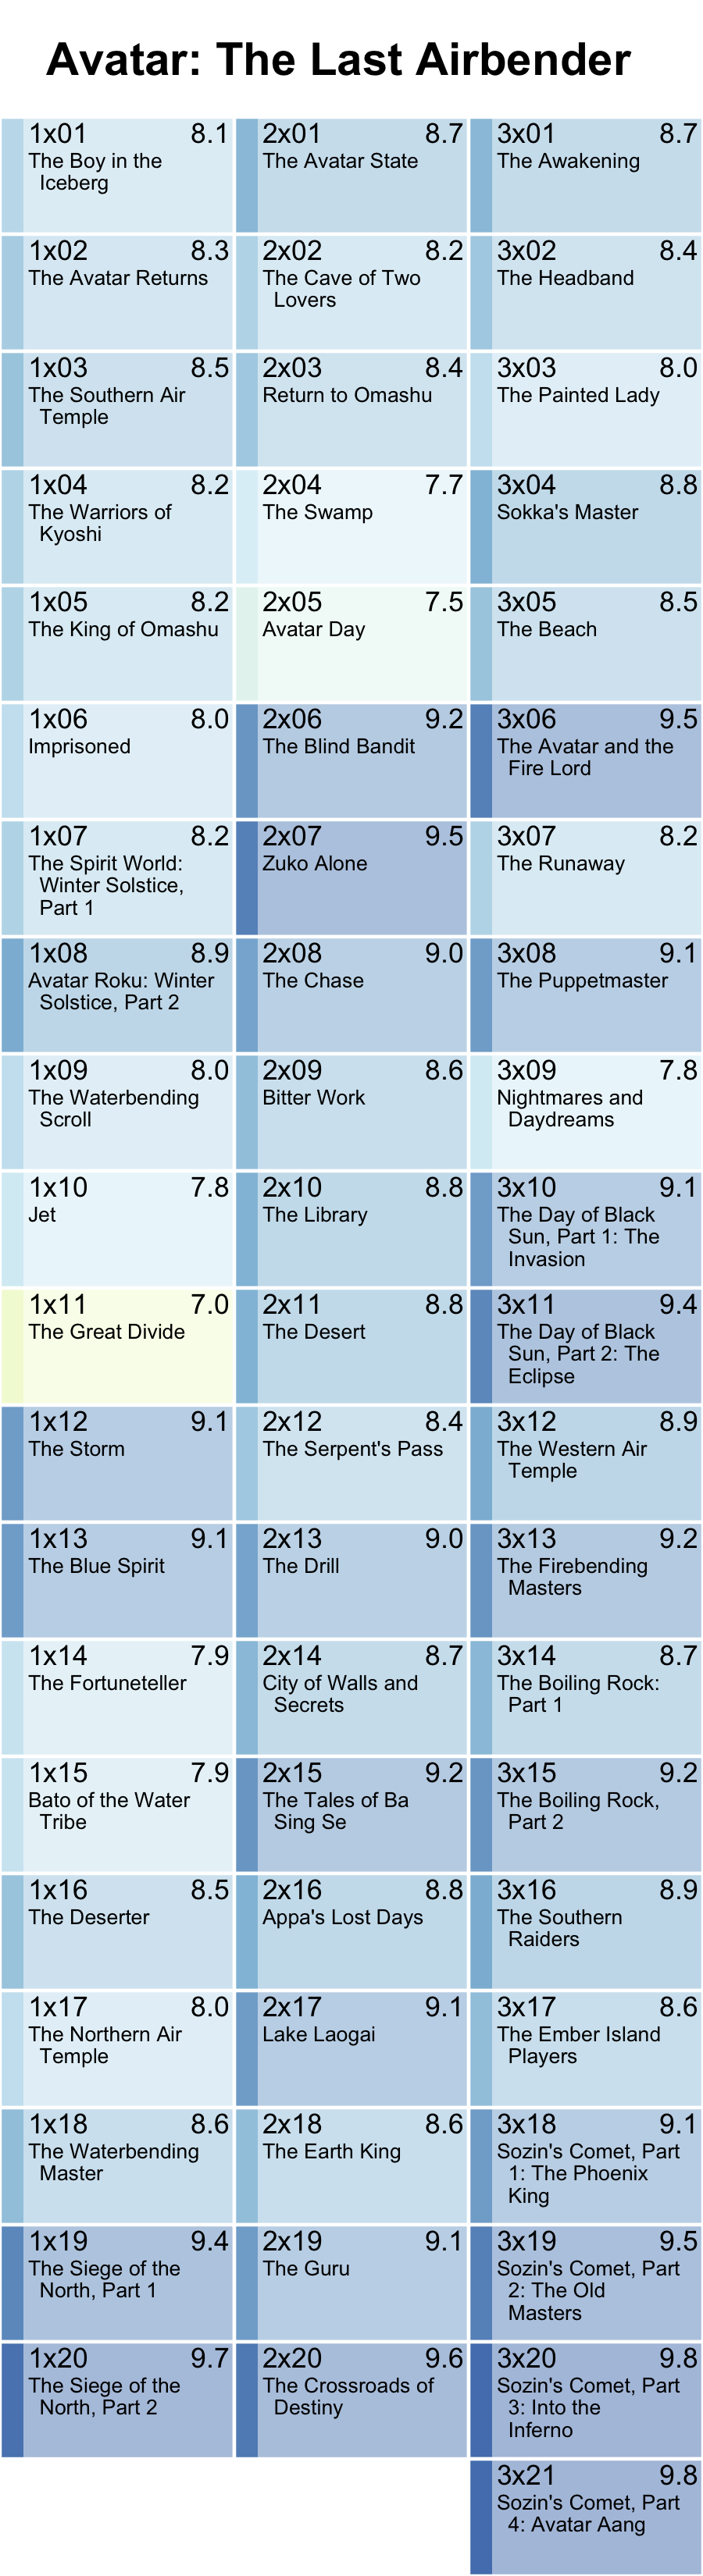 Avatar: The Last Airbender
1x01 8.1
The Boy in the
Iceberg
1x02 8.3
The Avatar Returns
1x03 8.5
The Southern Air
Temple
1x04 8.2
The Warriors of
Kyoshi
1x05 8.2
The King of Omashu
1x06 8.0
Imprisoned
1x07 8.2
The Spirit World:
Winter Solstice,
Part 1
1x08 8.9
Avatar Roku: Winter
Solstice, Part 2
1x09 8.0
The Waterbending
Scroll
1x10 7.8
Jet
1x11 7.0
The Great Divide
1x12 9.1
The Storm
1x13 9.1
The Blue Spirit
1x14 7.9
The Fortuneteller
1x15 7.9
Bato of the Water
Tribe
1x16 8.5
The Deserter
1x17 8.0
The Northern Air
Temple
1x18 8.6
The Waterbending
Master
1x19 9.4
The Siege of the
North, Part 1
1x20 9.7
The Siege of the
North, Part 2
2x01 8.7
The Avatar State
2x02 8.2
The Cave of Two
Lovers
2x03 8.4
Return to Omashu
2x04 7.7
The Swamp
2x05 7.5
Avatar Day
2x06 9.2
The Blind Bandit
2x07 9.5
Zuko Alone
2x08 9.0
The Chase
2x09 8.6
Bitter Work
2x10 8.8
The Library
2x11 8.8
The Desert
2x12 8.4
The Serpent's Pass
2x13 9.0
The Drill
2x14 8.7
City of Walls and
Secrets
2x15 9.2
The Tales of Ba
Sing Se
2x16 8.8
Appa's Lost Days
2x17 9.1
Lake Laogai
2x18 8.6
The Earth King
2x19 9.1
The Guru
2x20 9.6
The Crossroads of
Destiny
3x01 8.7
The Awakening
3x02 8.4
The Headband
3x03 8.0
The Painted Lady
3x04 8.8
Sokka's Master
3x05 8.5
The Beach
3x06 9.5
The Avatar and the
Fire Lord
3x07 8.2
The Runaway
3x08 9.1
The Puppetmaster
3x09 7.8
Nightmares and
Daydreams
3x10 9.1
The Day of Black
Sun, Part 1: The
Invasion
3x11 9.4
The Day of Black
Sun, Part 2: The
Eclipse
3x12 8.9
The Western Air
Temple
3x13 9.2
The Firebending
Masters
3x14 8.7
The Boiling Rock:
Part 1
3x15 9.2
The Boiling Rock,
Part 2
3x16 8.9
The Southern
Raiders
3x17 8.6
The Ember Island
Players
3x18 9.1
Sozin's Comet, Part
1: The Phoenix
King
3x19 9.5
Sozin's Comet, Part
2: The Old
Masters
3x20 9.8
Sozin's Comet, Part
3: Into the
Inferno
3x21 9.8
Sozin's Comet, Part
4: Avatar Aang